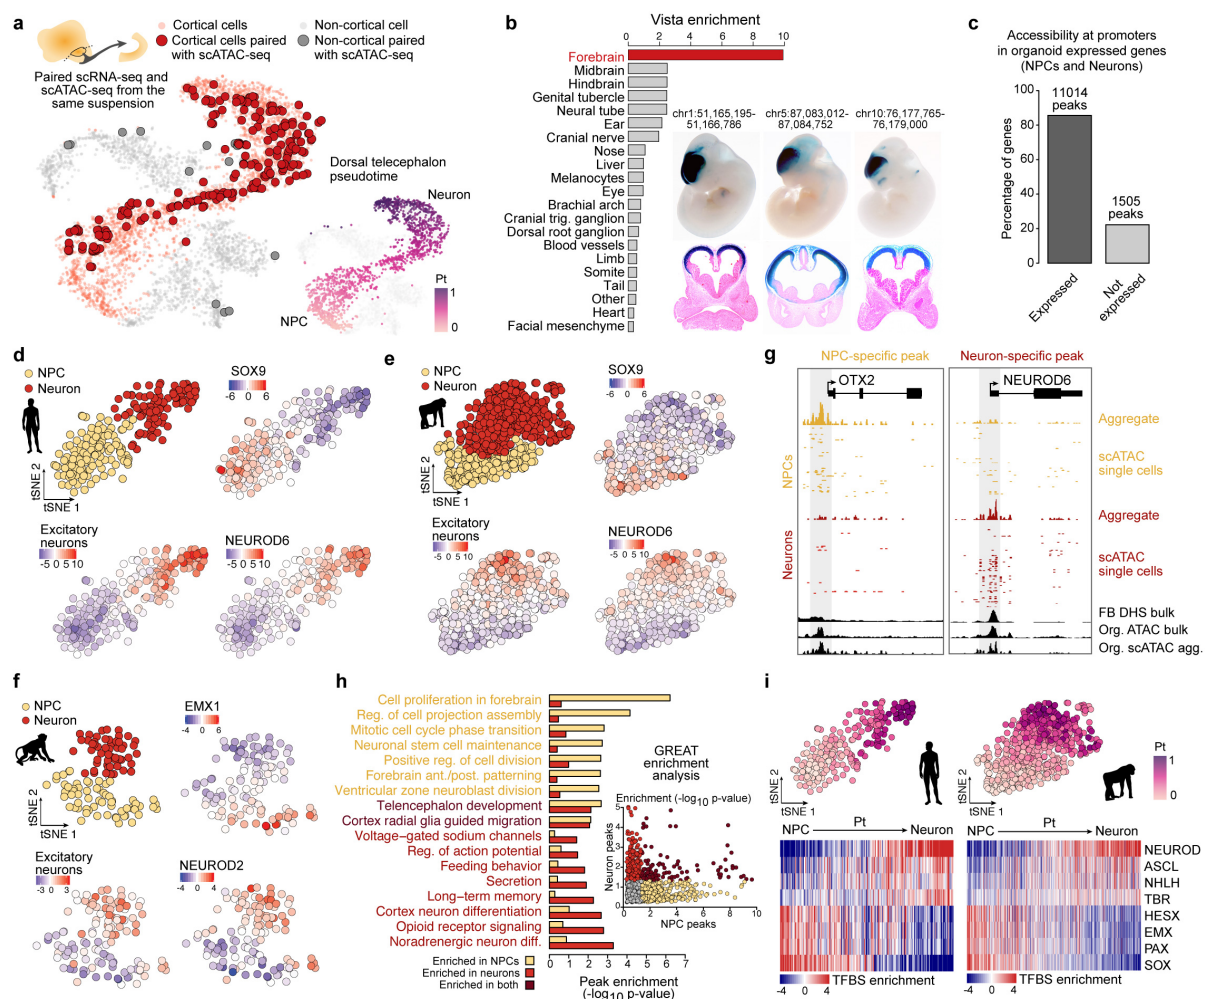 a
Cortical cells
Cortical cells paired
with scATAC-seq
Non-cortical cell
Non-cortical paired
with scATAC-seq
Paired scRNA-seq and
scATAC-seq from the
same suspension
Dorsal telecephalon
pseudotime
Neuron
NPC
Pt
1
0
b
Vista enrichment
0 2 4 6 8 10
Forebrain
Midbrain
Hindbrain
Genital tubercle
Neural tube
Ear
Cranial nerve
Nose
Liver
Melanocytes
Eye
Brachial arch
Cranial trig. ganglion
Dorsal root ganglion
Blood vessels
Limb
Somite
Tail
Other
Heart
Facial mesenchyme
chr1:51,165,195-
51,166,786
chr5:87,083,012-
87,084,752
chr10:76,177,765-
76,179,000
c
Accessibility at promoters
in organoid expressed genes
(NPCs and Neurons)
Percentage of genes
100
80
60
40
20
0
11014
peaks
1505
peaks
Expressed
Not
expressed
d
NPC
Neuron
tSNE 2
tSNE 1
SOX9
-6 0 6
Excitatory
neurons
-5 0 5 10
NEUROD6
-5 0 5 10
e
NPC
Neuron
tSNE 2
tSNE 1
SOX9
-6 0 6
Excitatory
neurons
-5 0 5 10
NEUROD6
-5 0 5 10
g
NPC-specific peak
Neuron-specific peak
OTX2
NEUROD6
NPCs
Neurons
Aggregate
scATAC
single cells
Aggregate
scATAC
single cells
FB DHS bulk
Org. ATAC bulk
Org. scATAC agg.
f
NPC
Neuron
tSNE 2
tSNE 1
EMX1
-4 0 6
Excitatory
neurons
-3 0 3
NEUROD2
-4 0 4
h
Cell proliferation in forebrain
Reg. of cell projection assembly
Mitotic cell cycle phase transition
Neuronal stem cell maintenance
Positive reg. of cell division
Forebrain ant./post. patterning
Ventricular zone neuroblast division
Telencephalon development
Cortex radial glia guided migration
Voltage-gated sodium channels
Reg. of action potential
Feeding behavior
Secretion
Long-term memory
Cortex neuron differentiation
Opioid receptor signaling
Noradrenergic neuron diff.
Enriched in NPCs
Enriched in neurons
Enriched in both
0 1 2 3 4 5 6 7
Peak enrichment
(-log10 p-value)
GREAT
enrichment
analysis
Enrichment (-log10 p-value)
Neuron peaks
5
4
3
2
1
0
0 2 4 6 8 10
NPC peaks
i
tSNE 2
tSNE 1
tSNE 2
tSNE 1
Pt
1
0
NPC Pt Neuron
NPC Pt Neuron
NEUROD
ASCL
NHLH
TBR
HESX
EMX
PAX
SOX
-4 0 4
TFBS enrichment
-4 0 4
TFBS enrichment